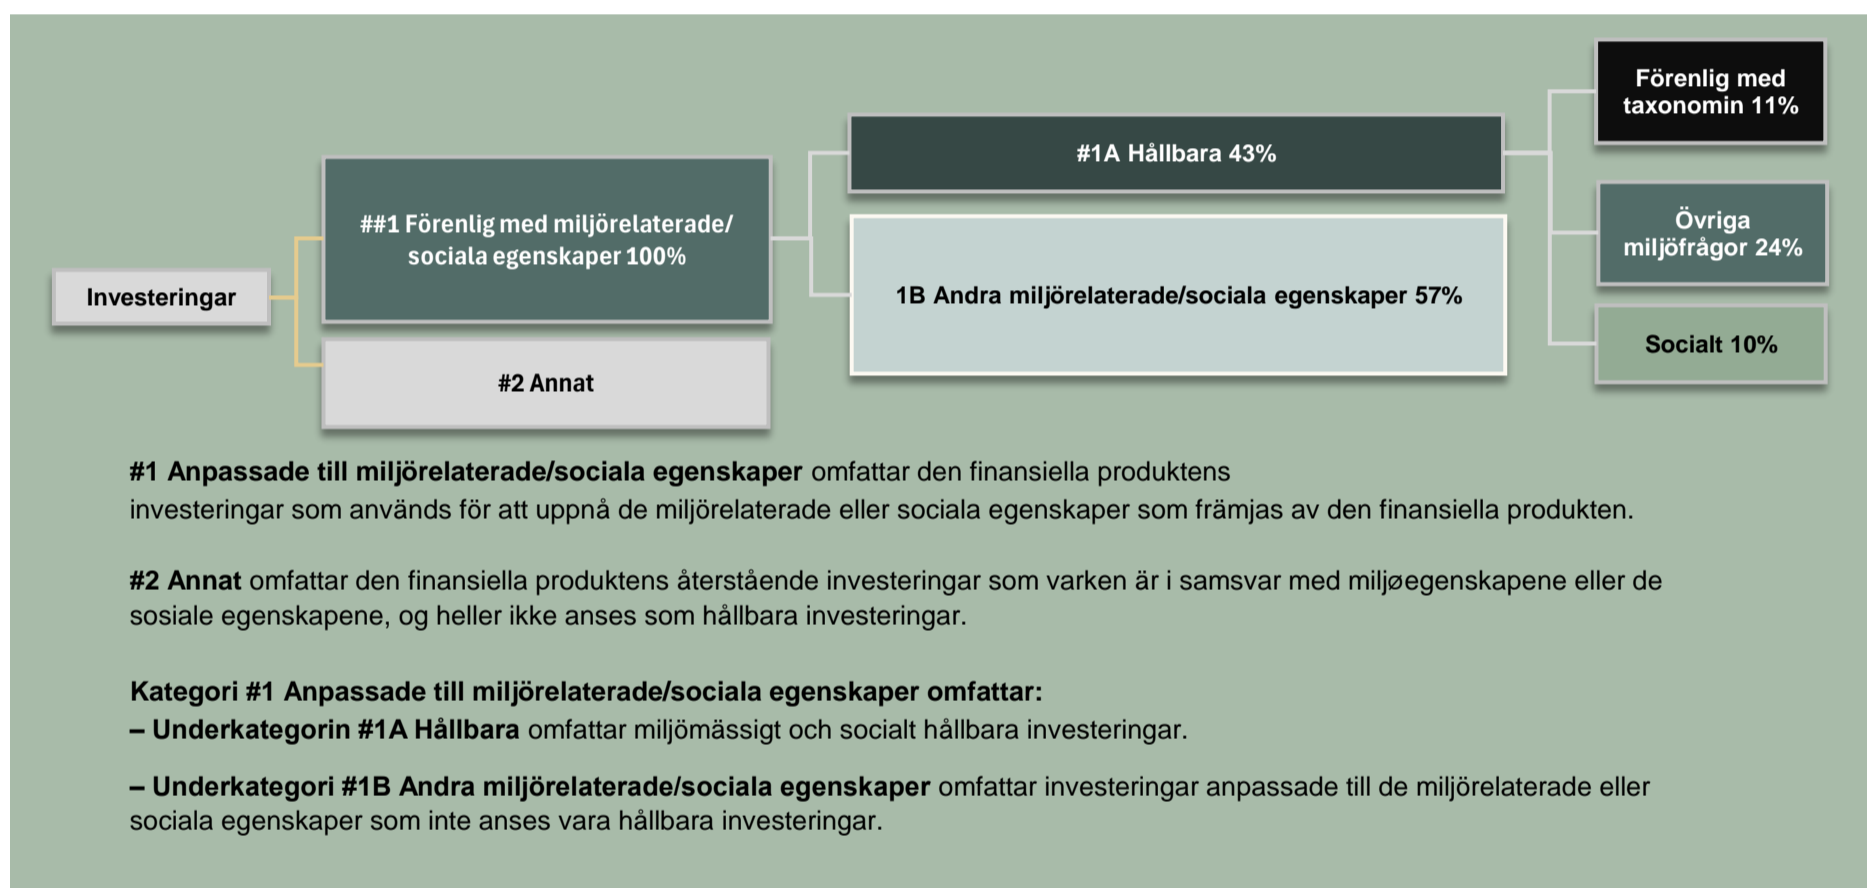 Investeringar
##1 Förenlig med miljörelaterade/
sociala egenskaper 100%
#2 Annat
#1A Hållbara 43%
1B Andra miljörelaterade/sociala egenskaper 57%
Förenlig med
taxonomin 11%
Övriga
miljöfrågor 24%
Socialt 10%
#1 Anpassade till miljörelaterade/sociala egenskaper omfattar den finansiella produktens
investeringar som används för att uppnå de miljörelaterade eller sociala egenskaper som främjas av den finansiella produkten.
#2 Annat omfattar den finansiella produktens återstående investeringar som varken är i samsvar med miljøegenskapene eller de
sosiale egenskapene, og heller ikke anses som hållbara investeringar.
Kategori #1 Anpassade till miljörelaterade/sociala egenskaper omfattar:
– Underkategorin #1A Hållbara omfattar miljömässigt och socialt hållbara investeringar.
– Underkategori #1B Andra miljörelaterade/sociala egenskaper omfattar investeringar anpassade till de miljörelaterade eller
sociala egenskaper som inte anses vara hållbara investeringar.